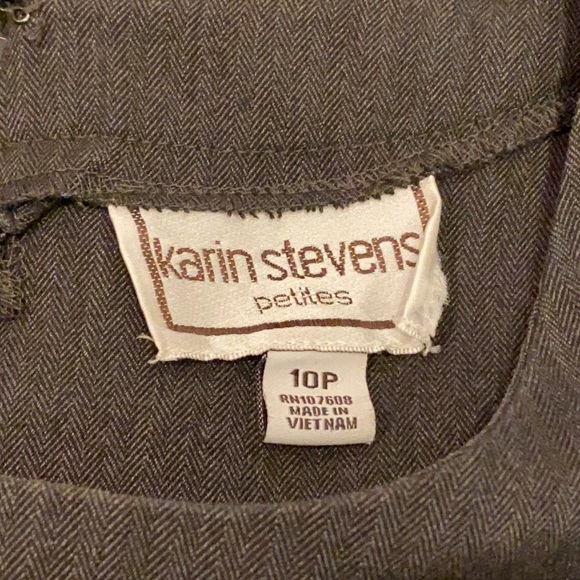 karin stevens
petites
10P
RN107608
MADE IN
VIETNAM